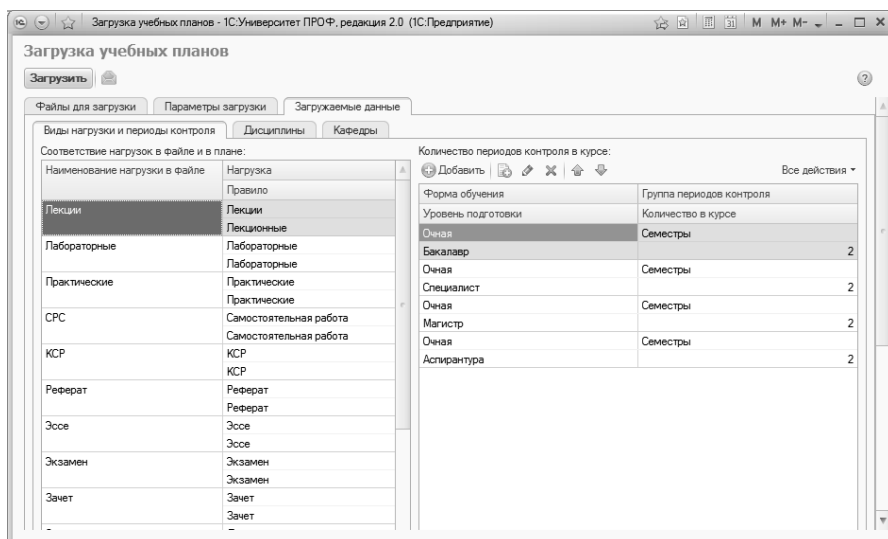 Загрузка учебных планов - 1С:Университет ПРОФ, редакция 2.0 (1С:Предприятие)
M M+ M-
Загрузка учебных планов
Загрузить
Файлы для загрузки Параметры загрузки Загружаемые данные
Виды нагрузки и периоды контроля Дисциплины Кафедры
Соответствие нагрузок в файле и в плане:
Наименование нагрузки в файле Нагрузка
Правило
Лекции Лекции
Лекционные
Лабораторные Лабораторные
Лабораторные
Практические Практические
Практические
СРС Самостоятельная работа
Самостоятельная работа
КСР КСР
КСР
Реферат Реферат
Реферат
Эссе Эссе
Эссе
Экзамен Экзамен
Экзамен
Зачет Зачет
Зачет
Количество периодов контроля в курсе:
Добавить Все действия
Форма обучения Группа периодов контроля
Уровень подготовки Количество в курсе
Очная Семестры
Бакалавр 2
Очная Семестры
Специалист 2
Очная Семестры
Магистр 2
Очная Семестры
Аспирантура 2